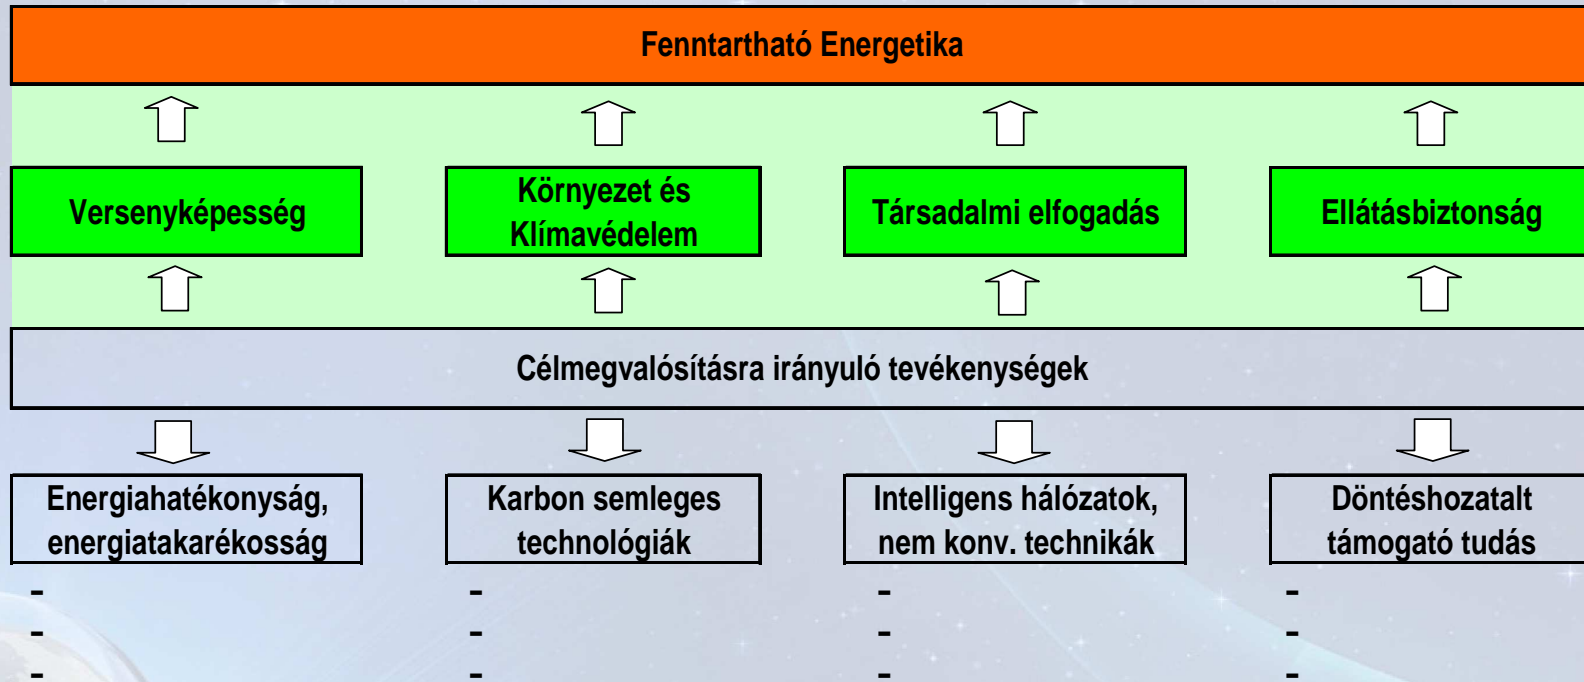 Fenntartható Energetika
Versenyképesség
Környezet és
Klímavédelem
Társadalmi elfogadás
Ellátásbiztonság
Célmegvalósításra irányuló tevékenységek
Energiahatékonyság,
energiatakarékosság
Karbon semleges
technológiák
Intelligens hálózatok,
nem konv. technikák
Döntéshozatalt
támogató tudás
- - - -
- - - -
- - - -